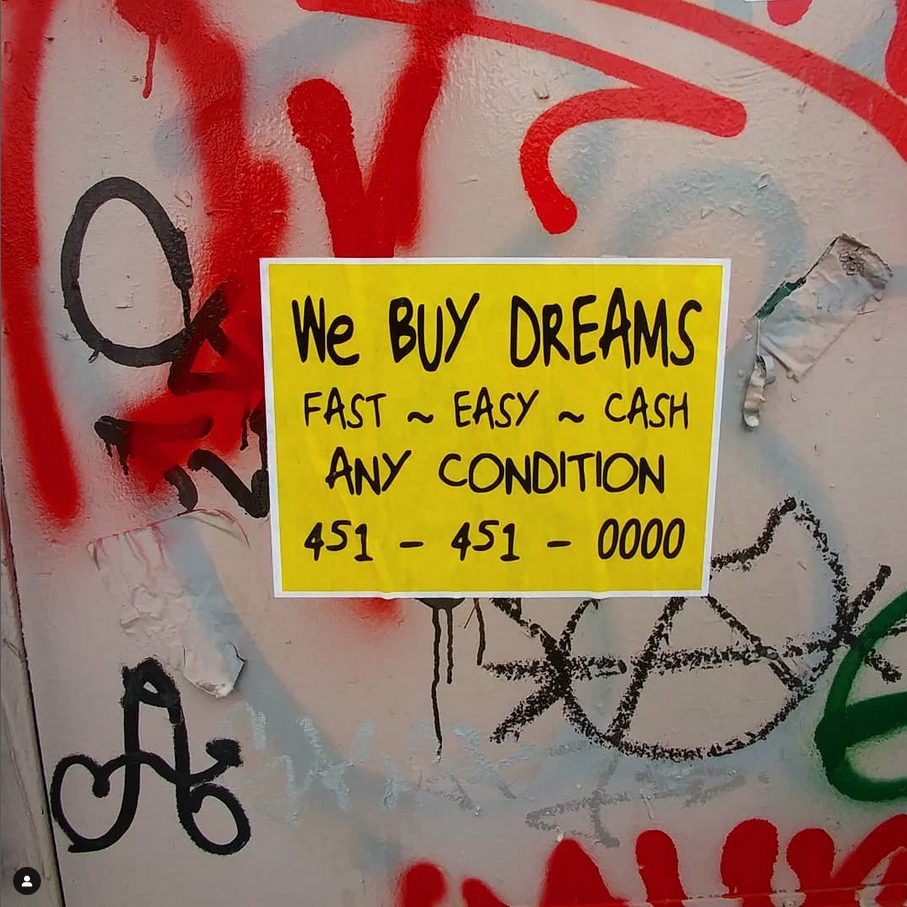 We BUY DREAMS
FAST ~ EASY ~ CASH
ANY CONDITION
451 - 451 - 0000